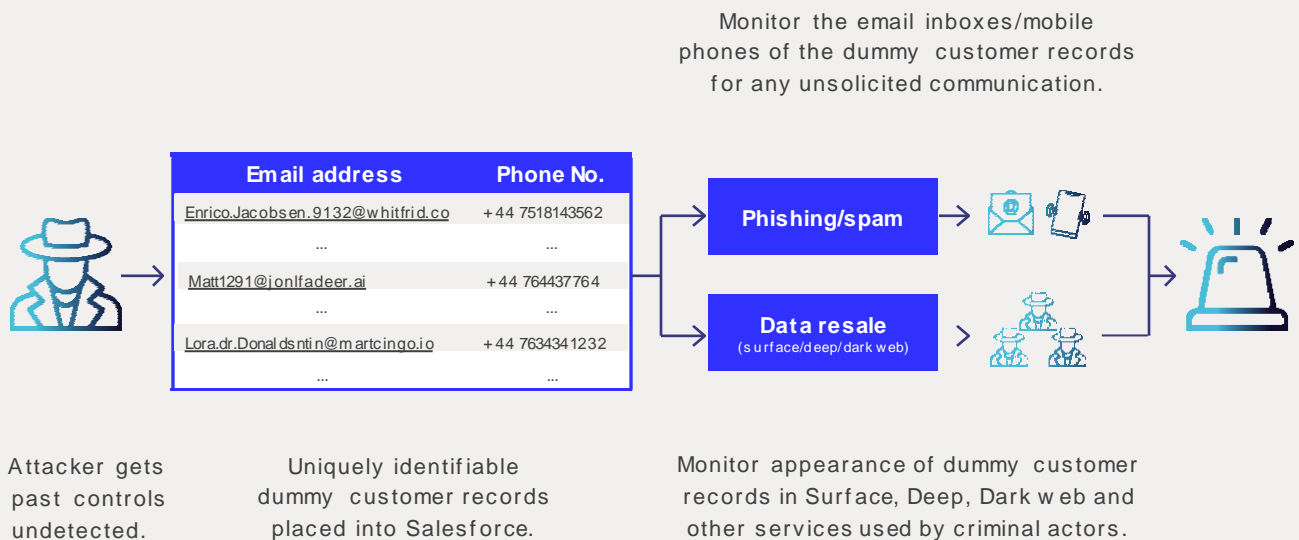 Monitor the email inboxes/mobile
phones of the dummy customer records
for any unsolicited communication.
Email address Phone No.
Enrico.Jacobsen.9132@whitfrid.co +44 7518143562
... ...
Matt1291@jonlfadeer.ai +44 764437764
... ...
Lora.dr.Donaldsntin@martcingo.io +44 7634341232
... ...
Phishing/spam
@
Data resale
(surface/deep/dark web)
Attacker gets
past controls
undetected.
Uniquely identifiable
dummy customer records
placed into Salesforce.
Monitor appearance of dummy customer
records in Surface, Deep, Dark web and
other services used by criminal actors.